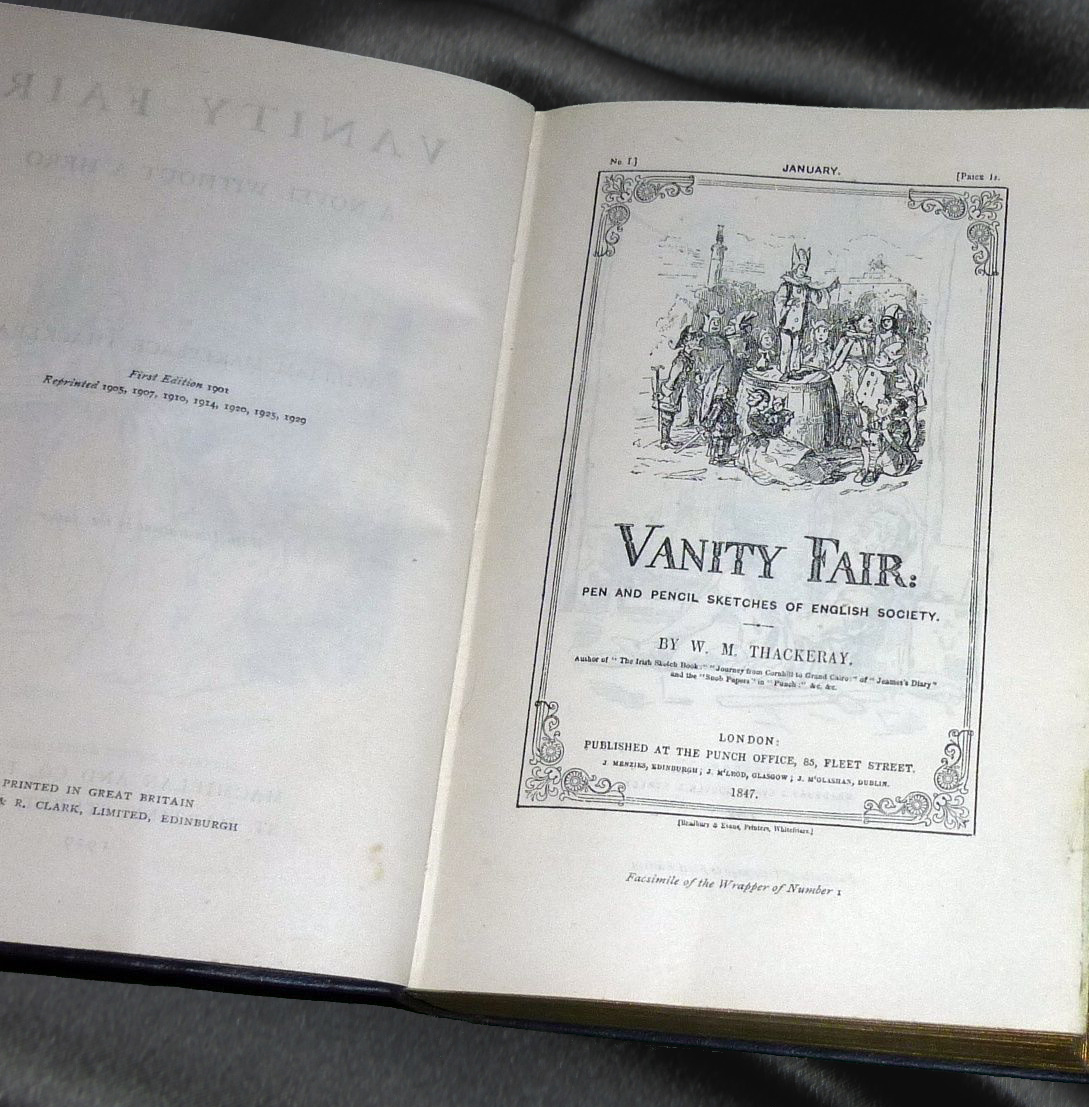 First Edition 1901
Reprinted 1905, 1907, 1910, 1914, 1920, 1925, 1929
PRINTED IN GREAT BRITAIN
& R. CLARK, LIMITED, EDINBURGH
No. 1]
JANUARY.
[PRICE 1s.
VANITY FAIR:
PEN AND PENCIL SKETCHES OF ENGLISH SOCIETY.
BY W. M. THACKERAY,
Author of "The Irish Sketch Book:" "Journey from Cornhill to Grand Cairo:" of "Jeames's Diary"
and the "Snob Papers" in "Punch:" &c. &c.
LONDON:
PUBLISHED AT THE PUNCH OFFICE, 85, FLEET STREET.
J. MENZIES, EDINBURGH; J. M'LEOD, GLASGOW; J. M'GLASHAN, DUBLIN.
1847.
[Bradbury & Evans, Printers, Whitefriars.]
Facsimile of the Wrapper of Number 1